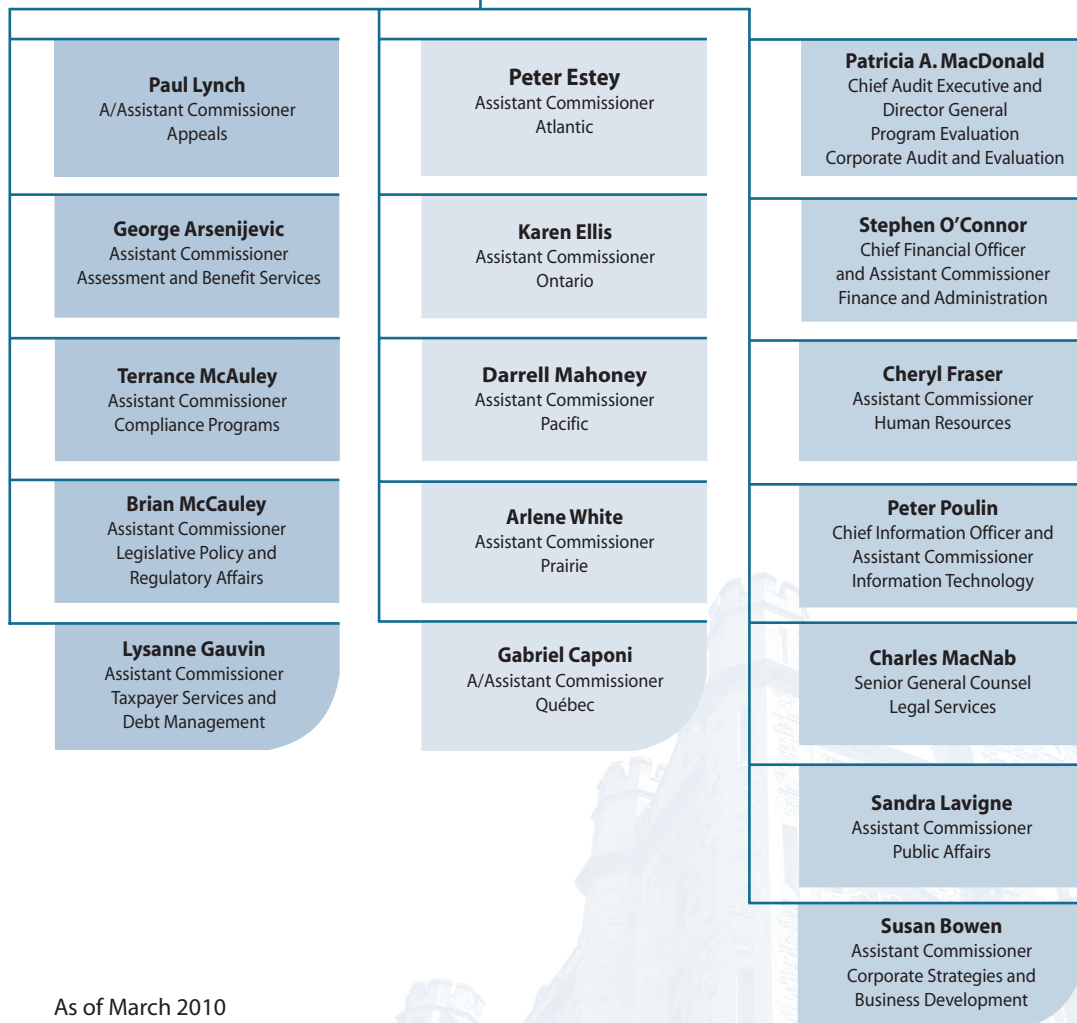 Paul Lynch
A/Assistant Commissioner
Appeals
George Arsenijevic
Assistant Commissioner
Assessment and Benefit Services
Terrance McAuley
Assistant Commissioner
Compliance Programs
Brian McCauley
Assistant Commissioner
Legislative Policy and
Regulatory Affairs
Lysanne Gauvin
Assistant Commissioner
Taxpayer Services and
Debt Management
Peter Estey
Assistant Commissioner
Atlantic
Karen Ellis
Assistant Commissioner
Ontario
Darrell Mahoney
Assistant Commissioner
Pacific
Arlene White
Assistant Commissioner
Prairie
Gabriel Caponi
A/Assistant Commissioner
Québec
Patricia A. MacDonald
Chief Audit Executive and
Director General
Program Evaluation
Corporate Audit and Evaluation
Stephen O’Connor
Chief Financial Officer
and Assistant Commissioner
Finance and Administration
Cheryl Fraser
Assistant Commissioner
Human Resources
Peter Poulin
Chief Information Officer and
Assistant Commissioner
Information Technology
Charles MacNab
Senior General Counsel
Legal Services
Sandra Lavigne
Assistant Commissioner
Public Affairs
Susan Bowen
Assistant Commissioner
Corporate Strategies and
Business Development
As of March 2010